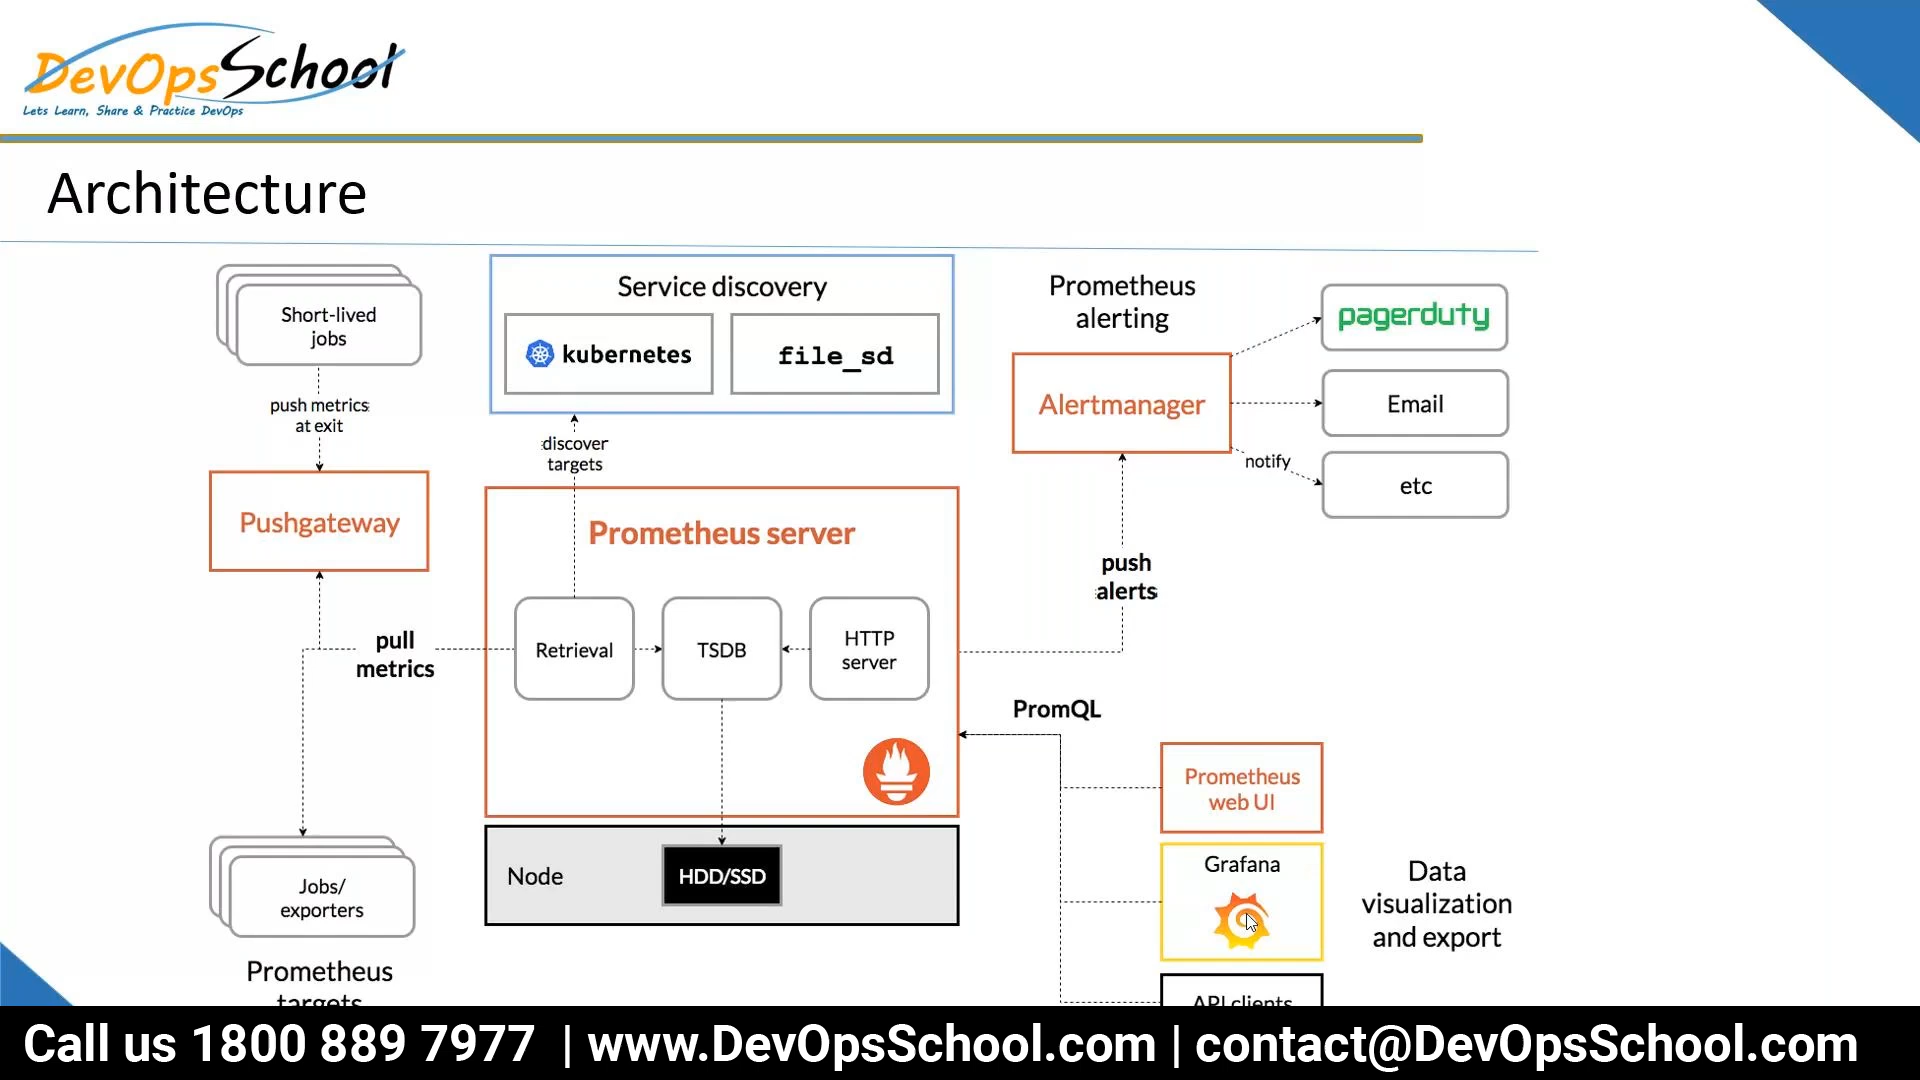 DevOpsSchool
Lets Learn, Share & Practice DevOps
Architecture
Short-lived
jobs
push metrics
at exit
Pushgateway
pull
metrics
Jobs/
exporters
Prometheus
targets
Service discovery
kubernetes
file_sd
discover
targets
Prometheus server
Retrieval
TSDB
HTTP
server
Node
HDD/SSD
Prometheus
alerting
Alertmanager
pagerduty
Email
etc
notify
push
alerts
PromQL
Prometheus
web UI
Grafana
API clients
Data
visualization
and export
Call us 1800 889 7977 | www.DevOpsSchool.com | contact@DevOpsSchool.com